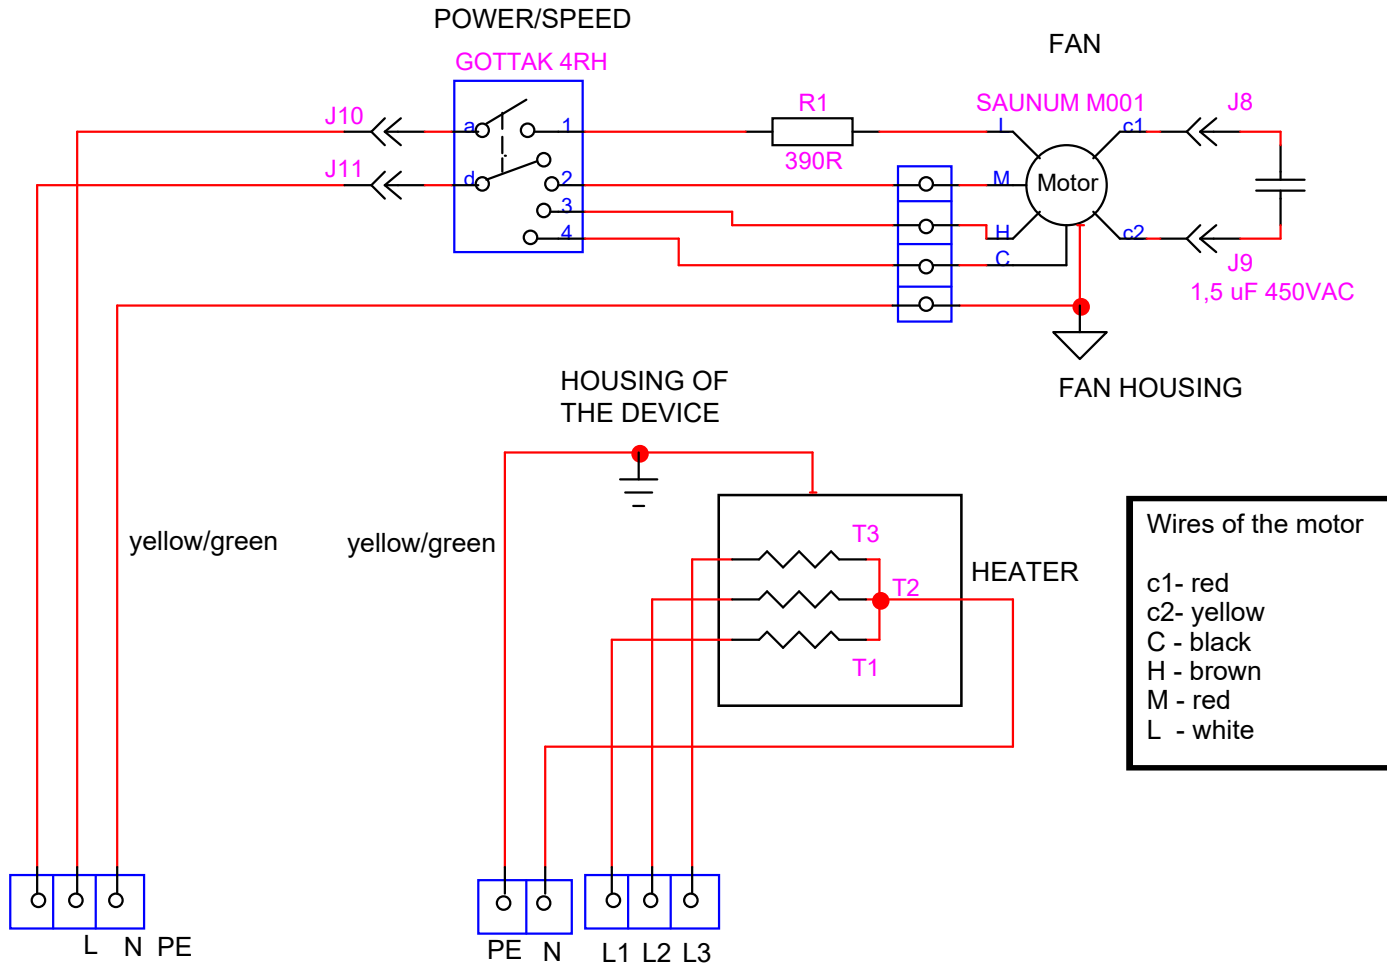 POWER/SPEED
GOTTAK 4RH
FAN
SAUNUM M001
J10
J11
a
d
1
2
3
4
R1
390R
L
M
H
C
Motor
c1
c2
J8
J9
1,5 uF 450VAC
FAN HOUSING
HOUSING OF
THE DEVICE
yellow/green
yellow/green
T3
T2
T1
HEATER
Wires of the motor
c1- red
c2- yellow
C - black
H - brown
M - red
L - white
L N PE
PE N
L1 L2 L3